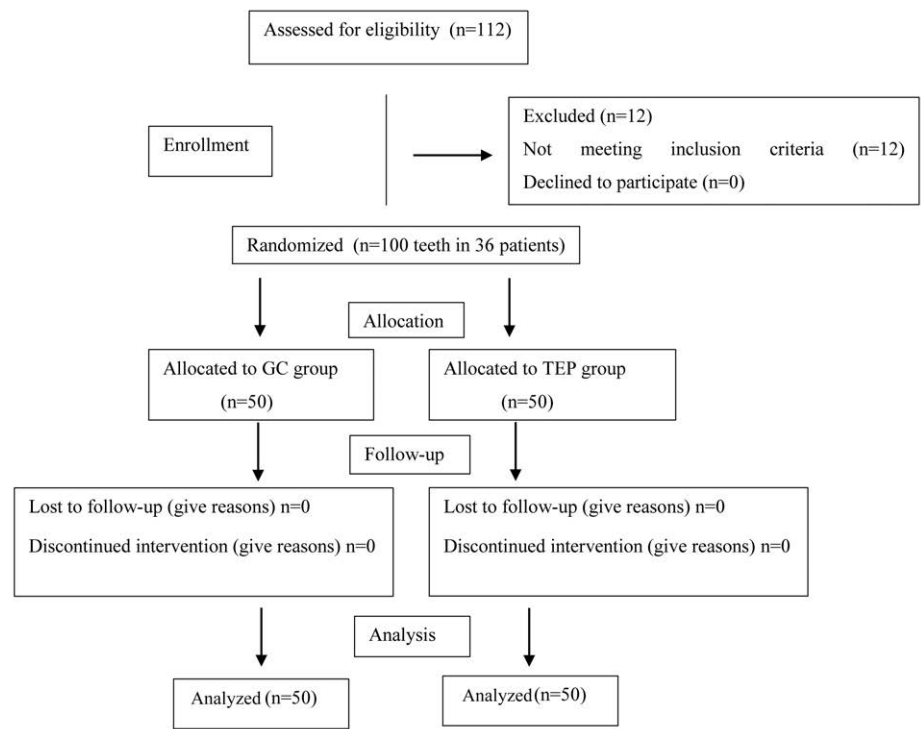 Assessed for eligibility (n=112)
Enrollment
Excluded (n=12)
Not meeting inclusion criteria (n=12)
Declined to participate (n=0)
Randomized (n=100 teeth in 36 patients)
Allocation
Allocated to GC group
(n=50)
Allocated to TEP group
(n=50)
Follow-up
Lost to follow-up (give reasons) n=0
Discontinued intervention (give reasons) n=0
Lost to follow-up (give reasons) n=0
Discontinued intervention (give reasons) n=0
Analysis
Analyzed (n=50)
Analyzed (n=50)